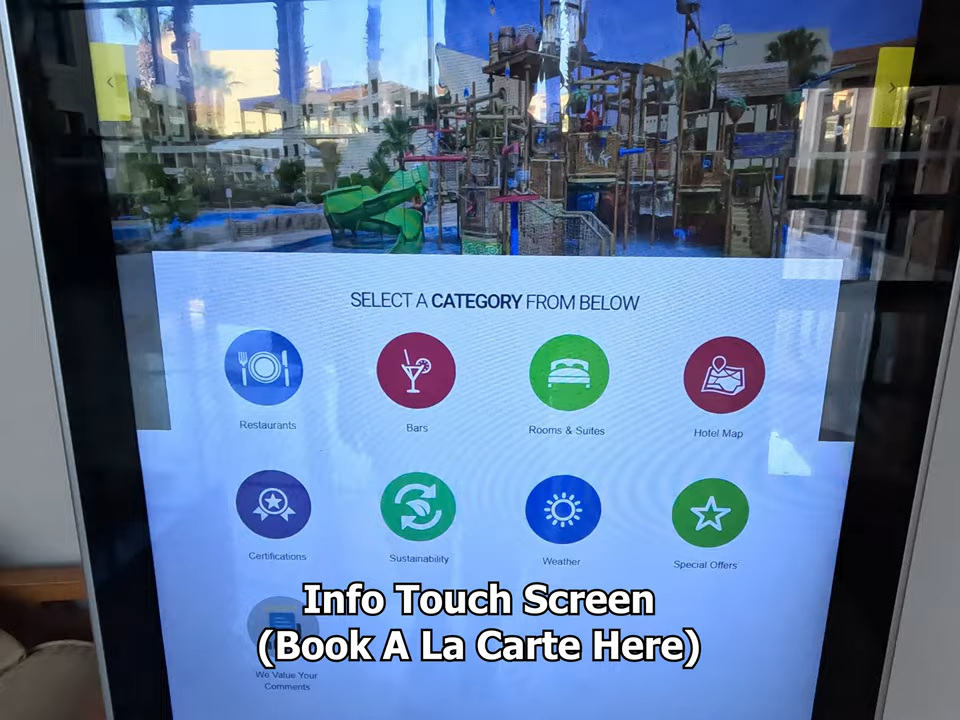 SELECT A CATEGORY FROM BELOW
Restaurants
Bars
Rooms & Suites
Hotel Map
Certifications
Sustainability
Weather
Special Offers
Info Touch Screen
(Book A La Carte Here)
We Value Your
Comments